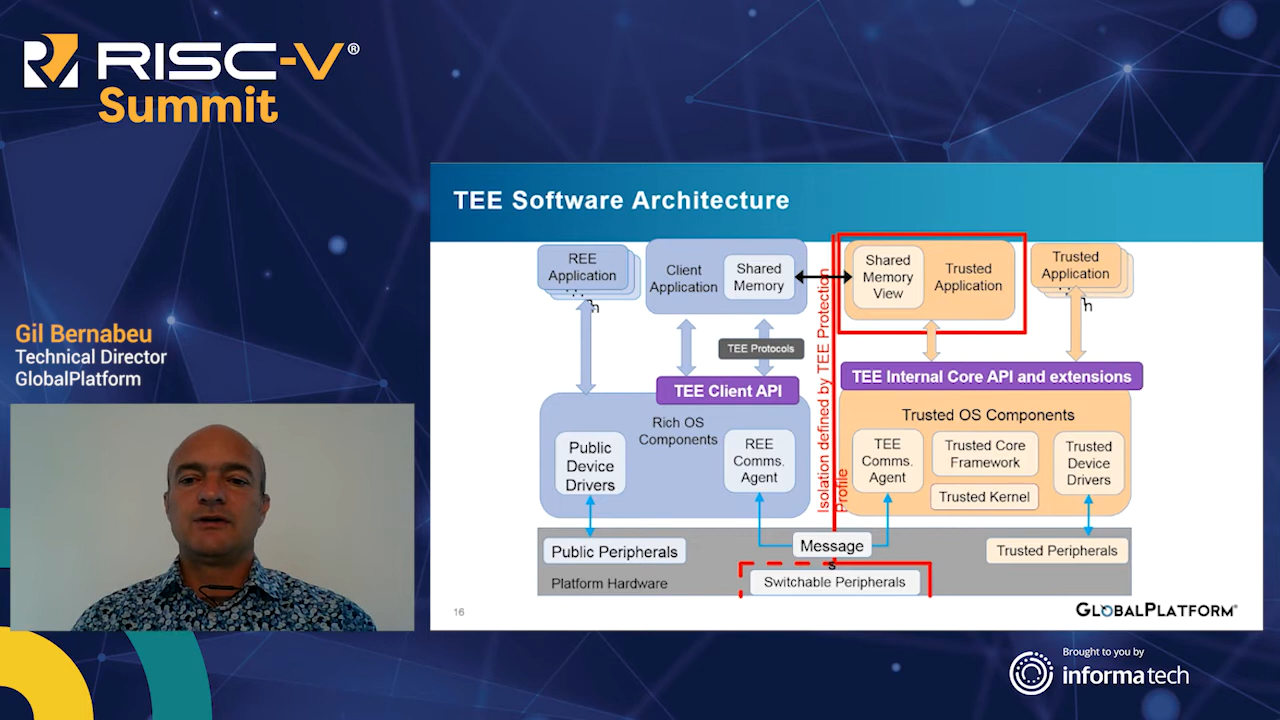 RISC-V®
Summit
Gil Bernabeu
Technical Director
GlobalPlatform
TEE Software Architecture
REE
Application
n
Client
Application
Shared
Memory
Shared
Memory
View
Trusted
Application
Trusted
Application
n
TEE Protocols
TEE Client API
TEE Internal Core API and extensions
Isolation defined by TEE Protection
Profile
Rich OS
Components
Public
Device
Drivers
REE
Comms.
Agent
Trusted OS Components
TEE
Comms.
Agent
Trusted Core
Framework
Trusted Kernel
Trusted
Device
Drivers
Public Peripherals
Message
s
Trusted Peripherals
Platform Hardware
Switchable Peripherals
16
GLOBALPLATFORM®
Brought to you by
informa tech